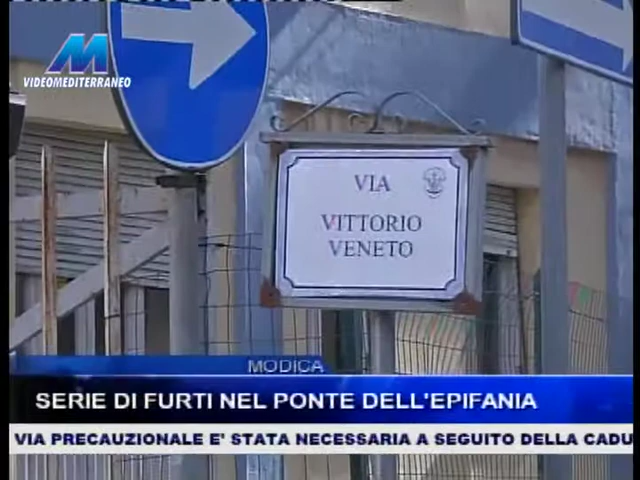 M
VIDEOMEDITERRANEO
VIA
VITTORIO
VENETO
MODICA
SERIE DI FURTI NEL PONTE DELL'EPIFANIA
VIA PRECAUZIONALE E' STATA NECESSARIA A SEGUITO DELLA CADU